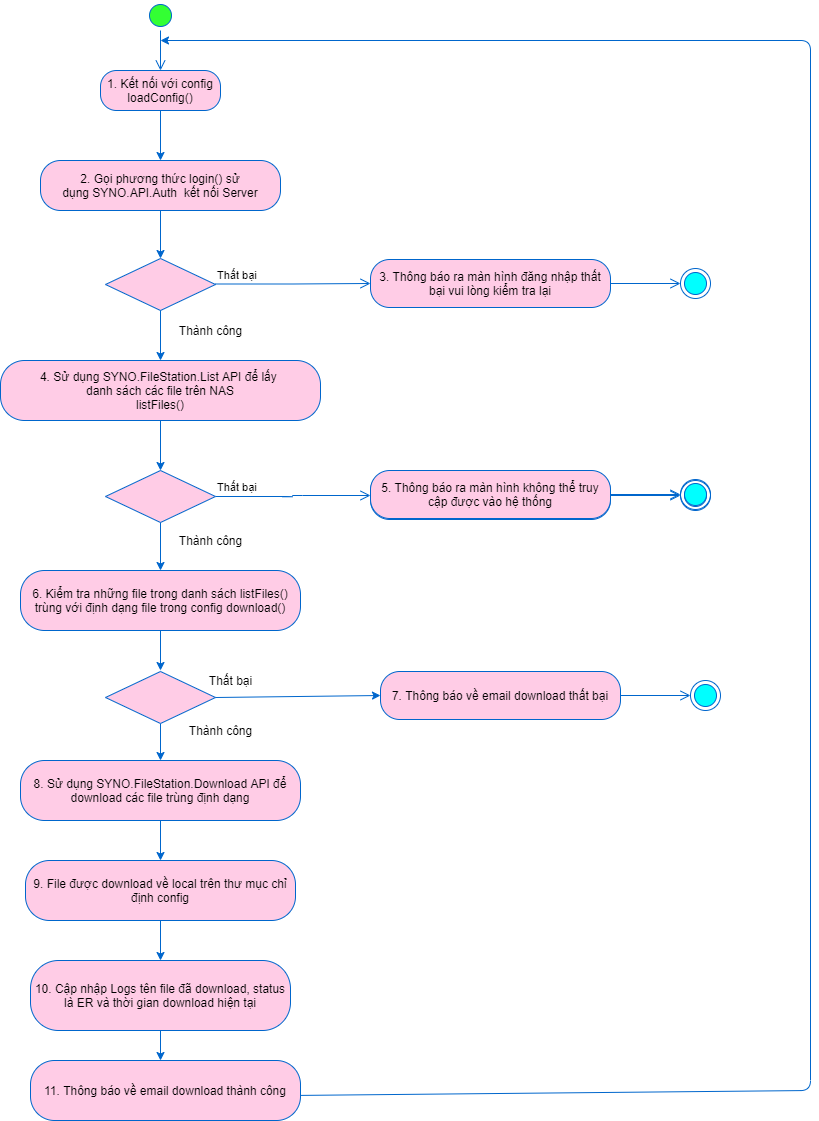 1. Kết nối với config
loadConfig()
2. Gọi phương thức login() sử
dụng SYNO.API.Auth kết nối Server
Thất bại
3. Thông báo ra màn hình đăng nhập thất
bại vui lòng kiểm tra lại
Thành công
4. Sử dụng SYNO.FileStation.List API để lấy
danh sách các file trên NAS
listFiles()
Thất bại
5. Thông báo ra màn hình không thể truy
cập được vào hệ thống
Thành công
6. Kiểm tra những file trong danh sách listFiles()
trùng với định dạng file trong config download()
Thất bại
7. Thông báo về email download thất bại
Thành công
8. Sử dụng SYNO.FileStation.Download API để
download các file trùng định dạng
9. File được download về local trên thư mục chỉ
định config
10. Cập nhập Logs tên file đã download, status
là ER và thời gian download hiện tại
11. Thông báo về email download thành công